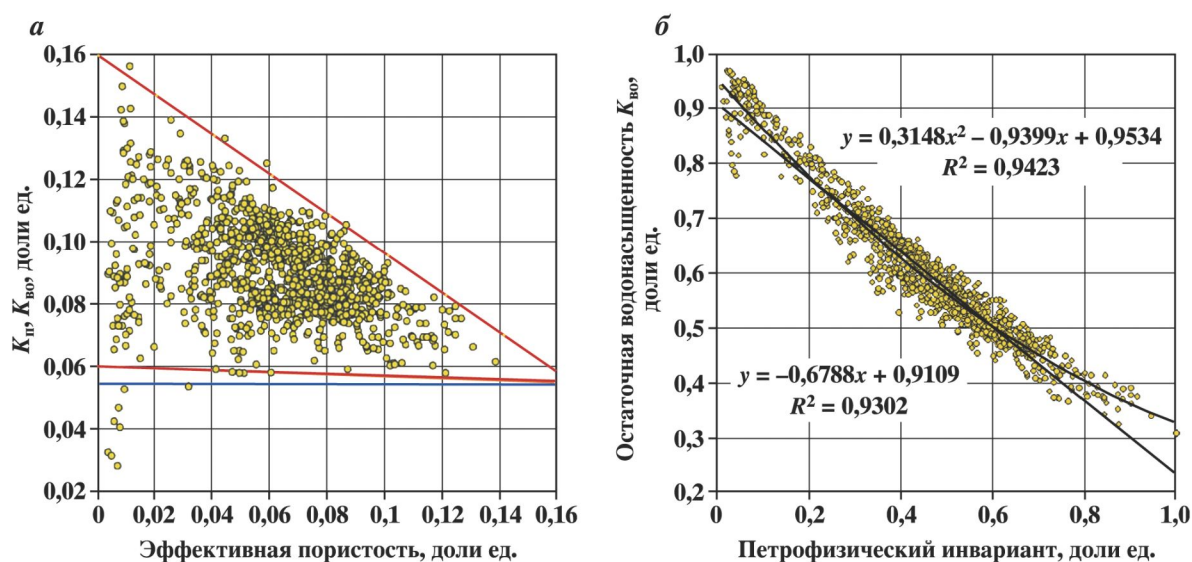 а
Kп, Kво, доли ед.
0,16
0,14
0,12
0,10
0,08
0,06
0,04
0,02
0 0,02 0,04 0,06 0,08 0,1 0,12 0,14 0,16
Эффективная пористость, доли ед.
б
Остаточная водонасыщенность Kво,
доли ед.
1,0
0,9
0,8
0,7
0,6
0,5
0,4
0,3
0,2
y = 0,3148x² – 0,9399x + 0,9534
R² = 0,9423
y = –0,6788x + 0,9109
R² = 0,9302
0 0,2 0,4 0,6 0,8 1,0
Петрофизический инвариант, доли ед.